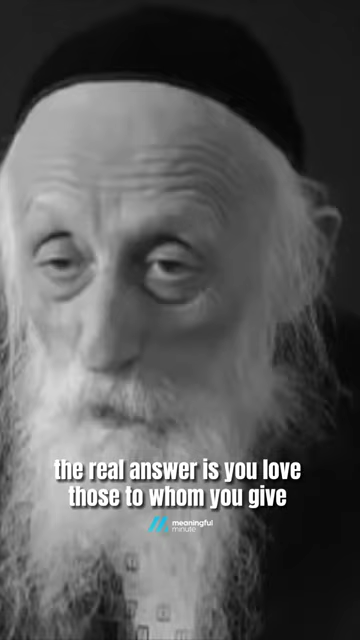 the real answer is you love
those to whom you give
meaningful
minute